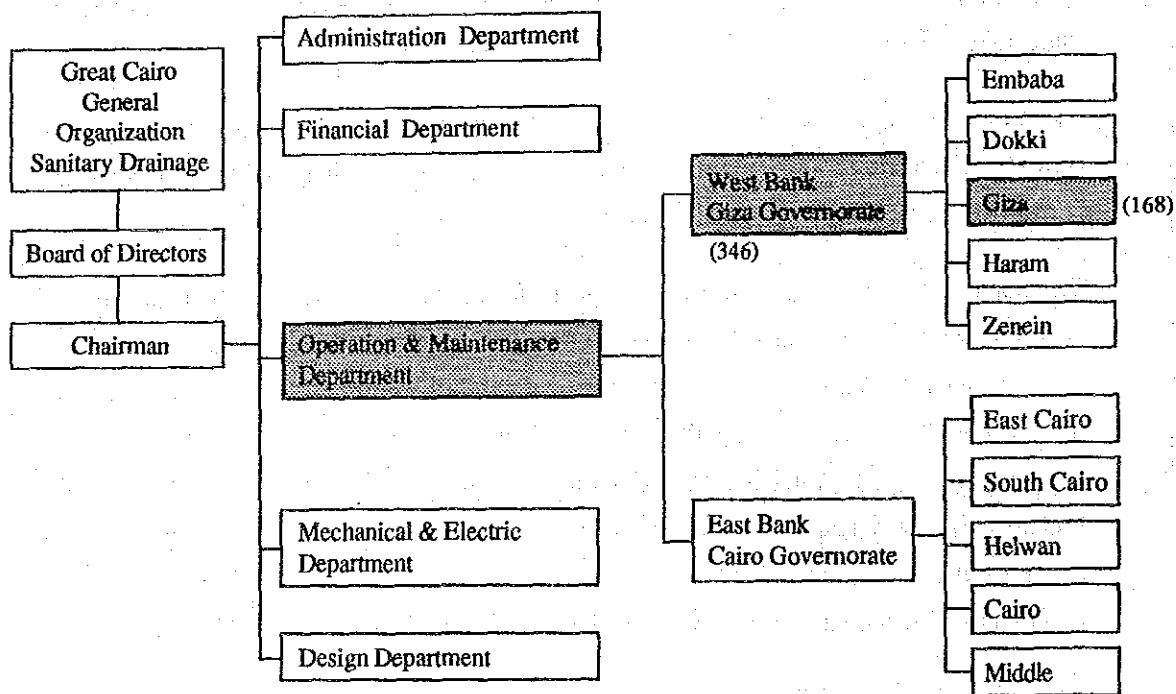 Great Cairo
General
Organization
Sanitary Drainage
Board of Directors
Chairman
Administration Department
Financial Department
Operation & Maintenance
Department
Mechanical & Electric
Department
Design Department
West Bank
Giza Governorate
(346)
East Bank
Cairo Governorate
Embaba
Dokki
Giza
(168)
Haram
Zenein
East Cairo
South Cairo
Helwan
Cairo
Middle